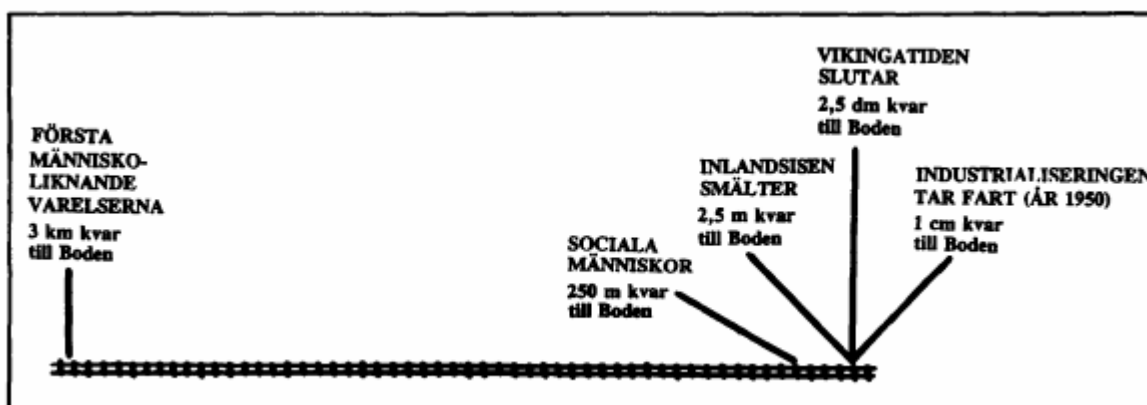 FÖRSTA
MÄNNISKO-
LIKNANDE
VARELSERNA
3 km kvar
till Boden
SOCIALA
MÄNNISKOR
250 m kvar
till Boden
INLANDSISEN
SMÄLTER
2,5 m kvar
till Boden
VIKINGATIDEN
SLUTAR
2,5 dm kvar
till Boden
INDUSTRIALISERINGEN
TAR FART (ÅR 1950)
1 cm kvar
till Boden